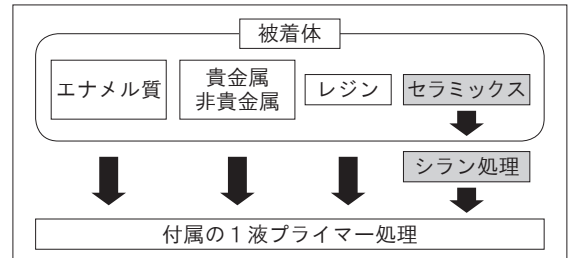 被着体
エナメル質
貴金属
非貴金属
レジン
セラミックス
シラン処理
付属の1液プライマー処理